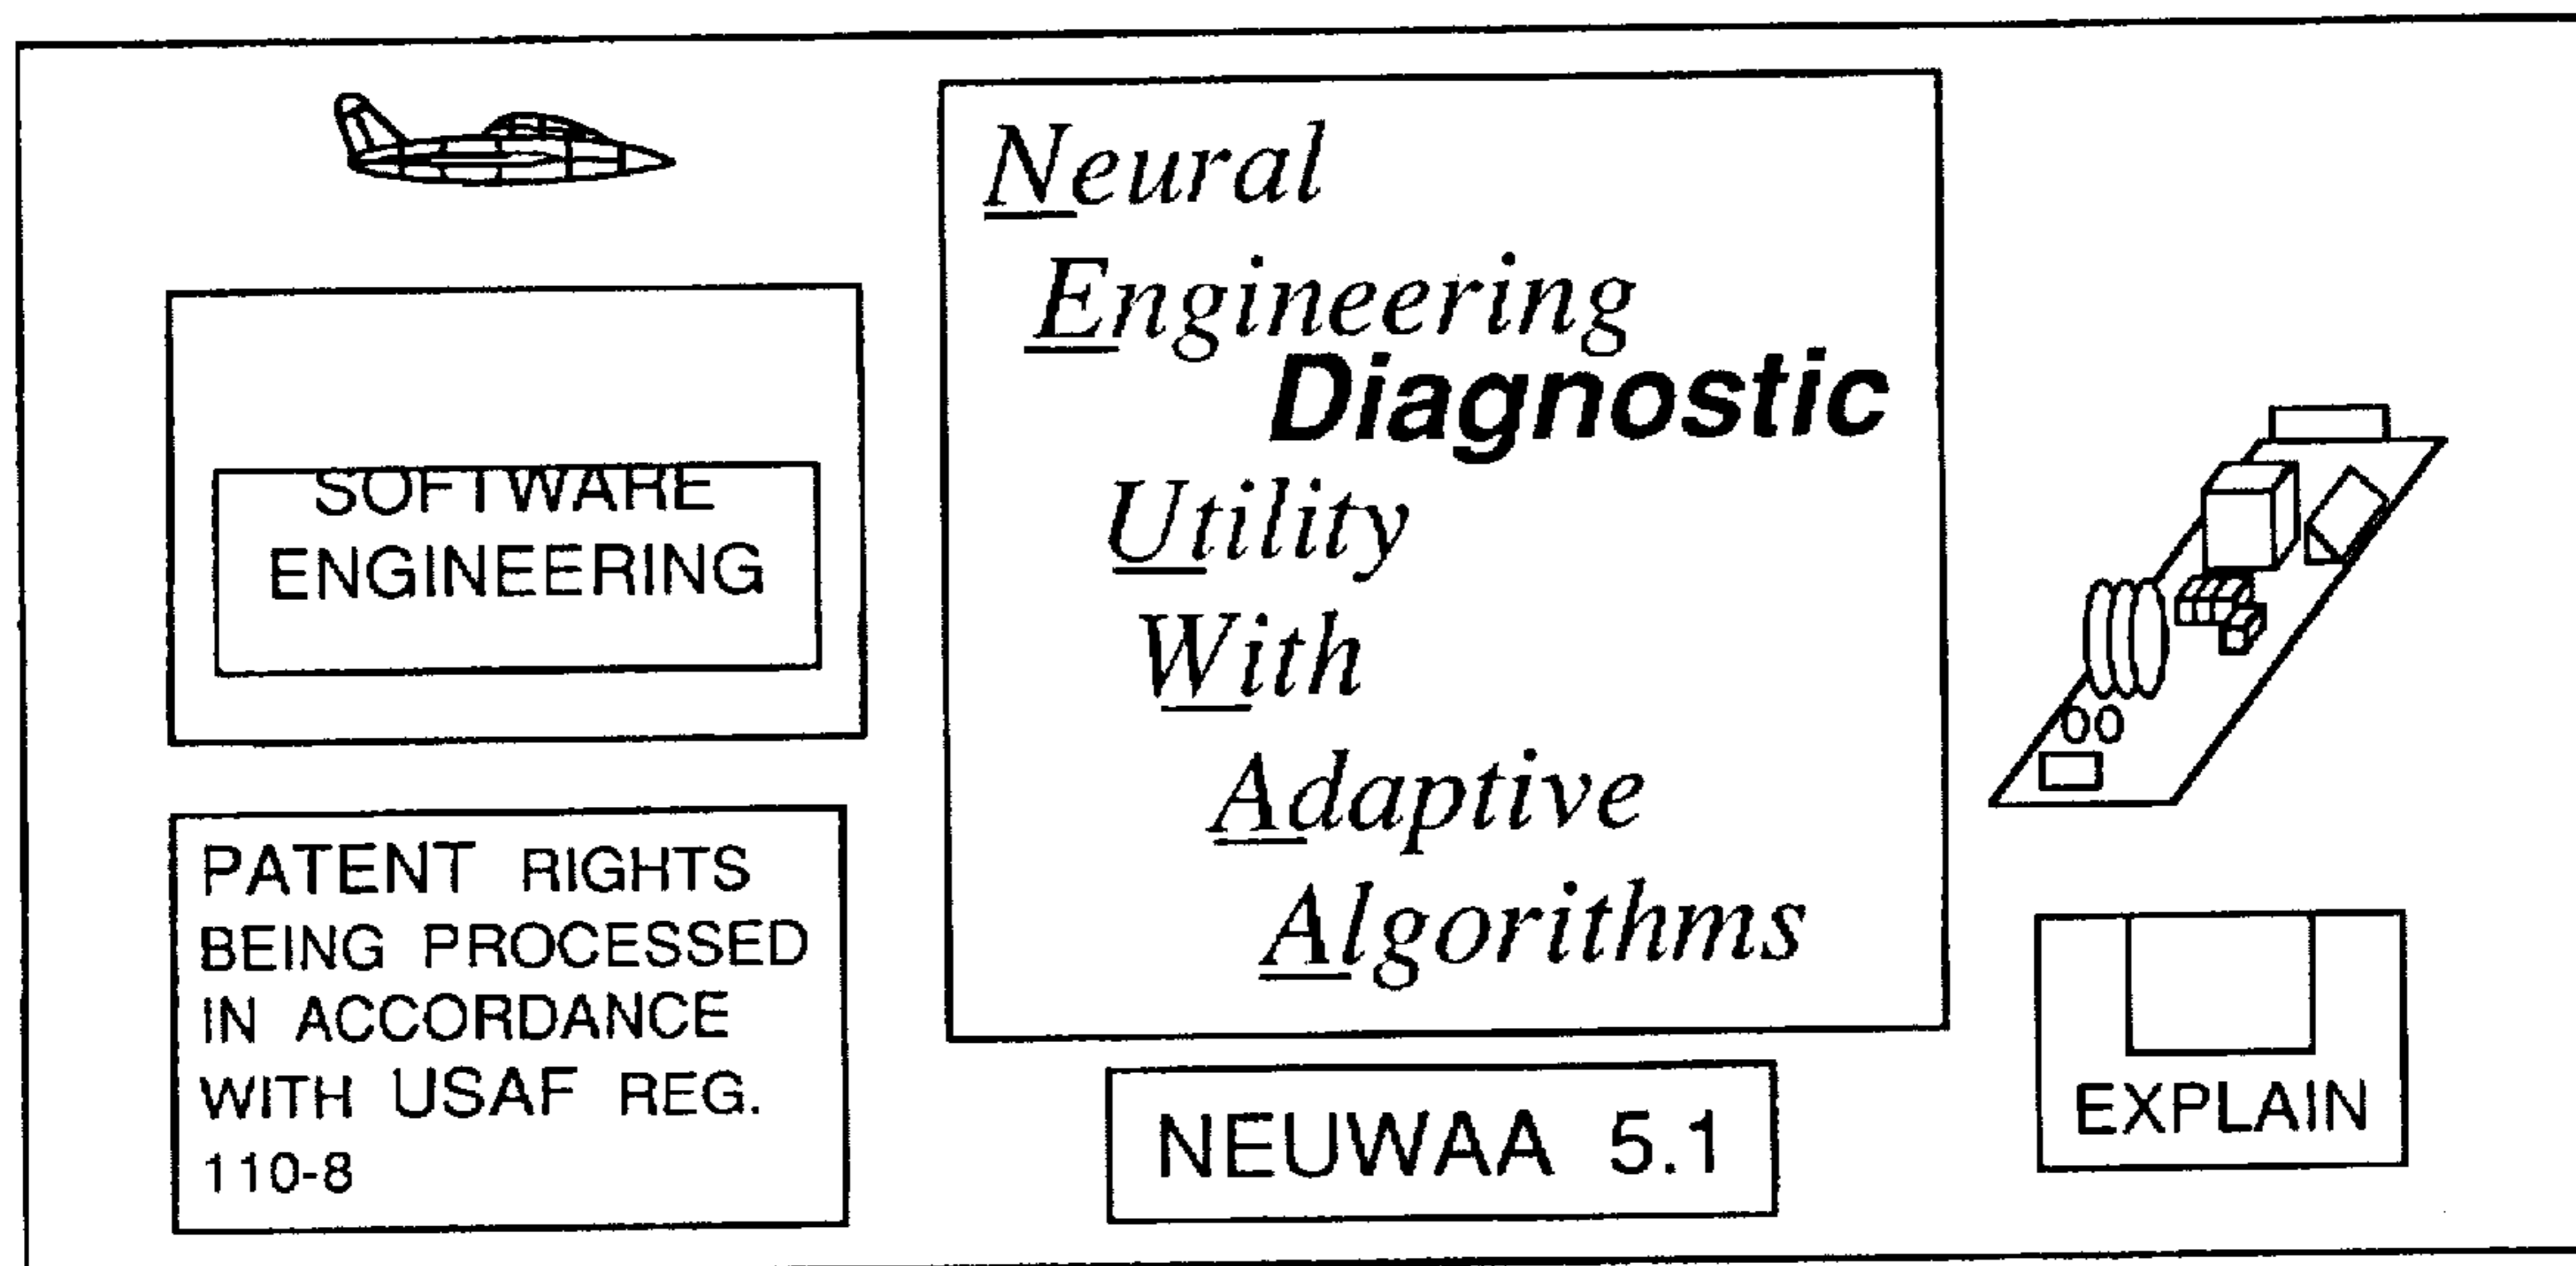 SOFTWARE
ENGINEERING
PATENT RIGHTS
BEING PROCESSED
IN ACCORDANCE
WITH USAF REG.
110-8
Neural
Engineering
Diagnostic
Utility
With
Adaptive
Algorithms
NEUWAA 5.1
EXPLAIN